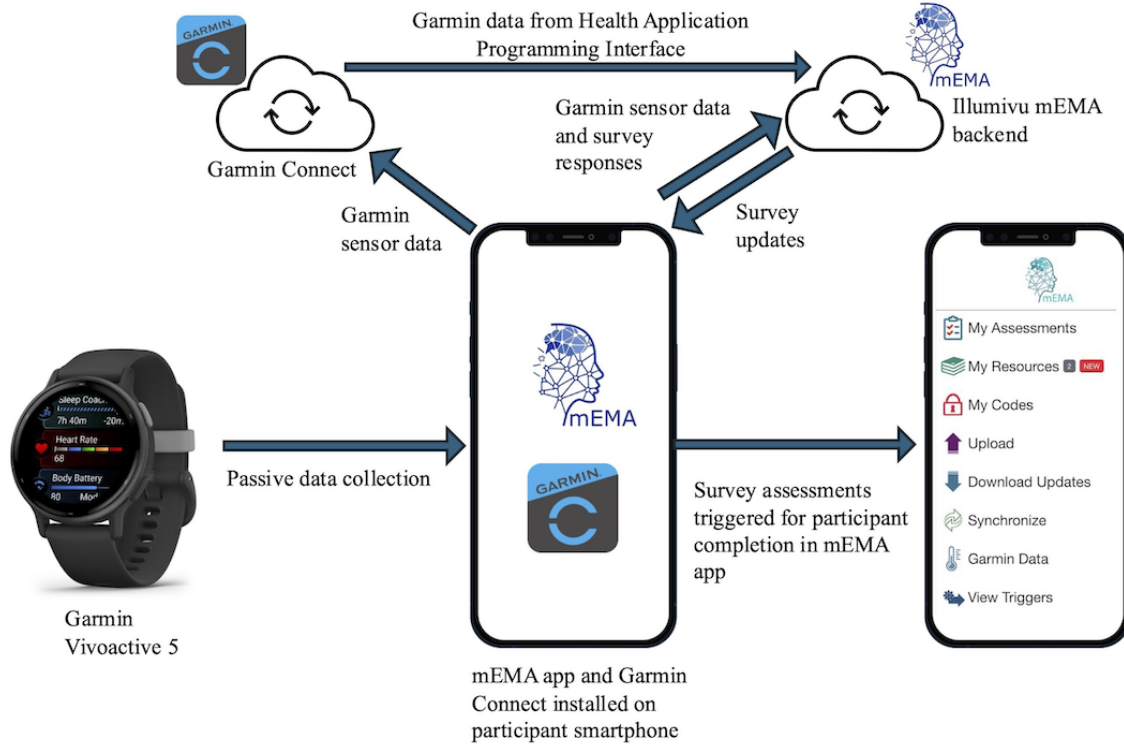 GARMIN
Garmin data from Health Application
Programming Interface
mEMA
Illumivu mEMA
backend
Garmin Connect
Garmin sensor data
and survey
responses
Garmin
sensor data
Survey
updates
mEMA
My Assessments
My Resources 2 NEW
My Codes
Upload
Download Updates
Synchronize
Garmin Data
View Triggers
mEMA
GARMIN
Sleep Coach
7h 40m -20m
Heart Rate
68
Body Battery
80 Mod
Passive data collection
Survey assessments
triggered for participant
completion in mEMA
app
Garmin
Vivoactive 5
mEMA app and Garmin
Connect installed on
participant smartphone